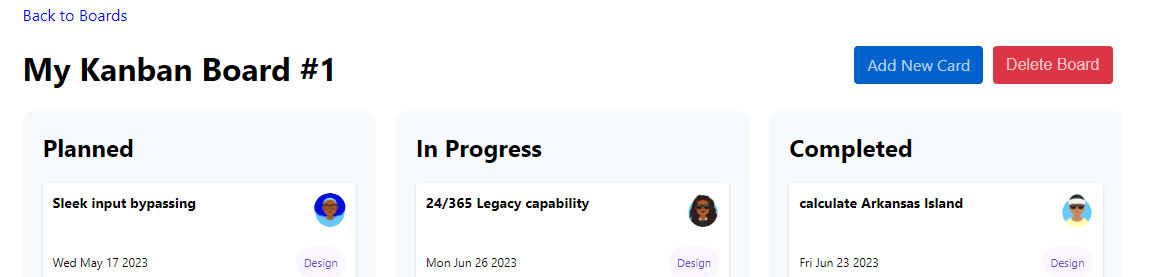 Back to Boards
My Kanban Board #1
Add New Card
Delete Board
Planned
In Progress
Completed
Sleek input bypassing
24/365 Legacy capability
calculate Arkansas Island
Wed May 17 2023
Design
Mon Jun 26 2023
Design
Fri Jun 23 2023
Design